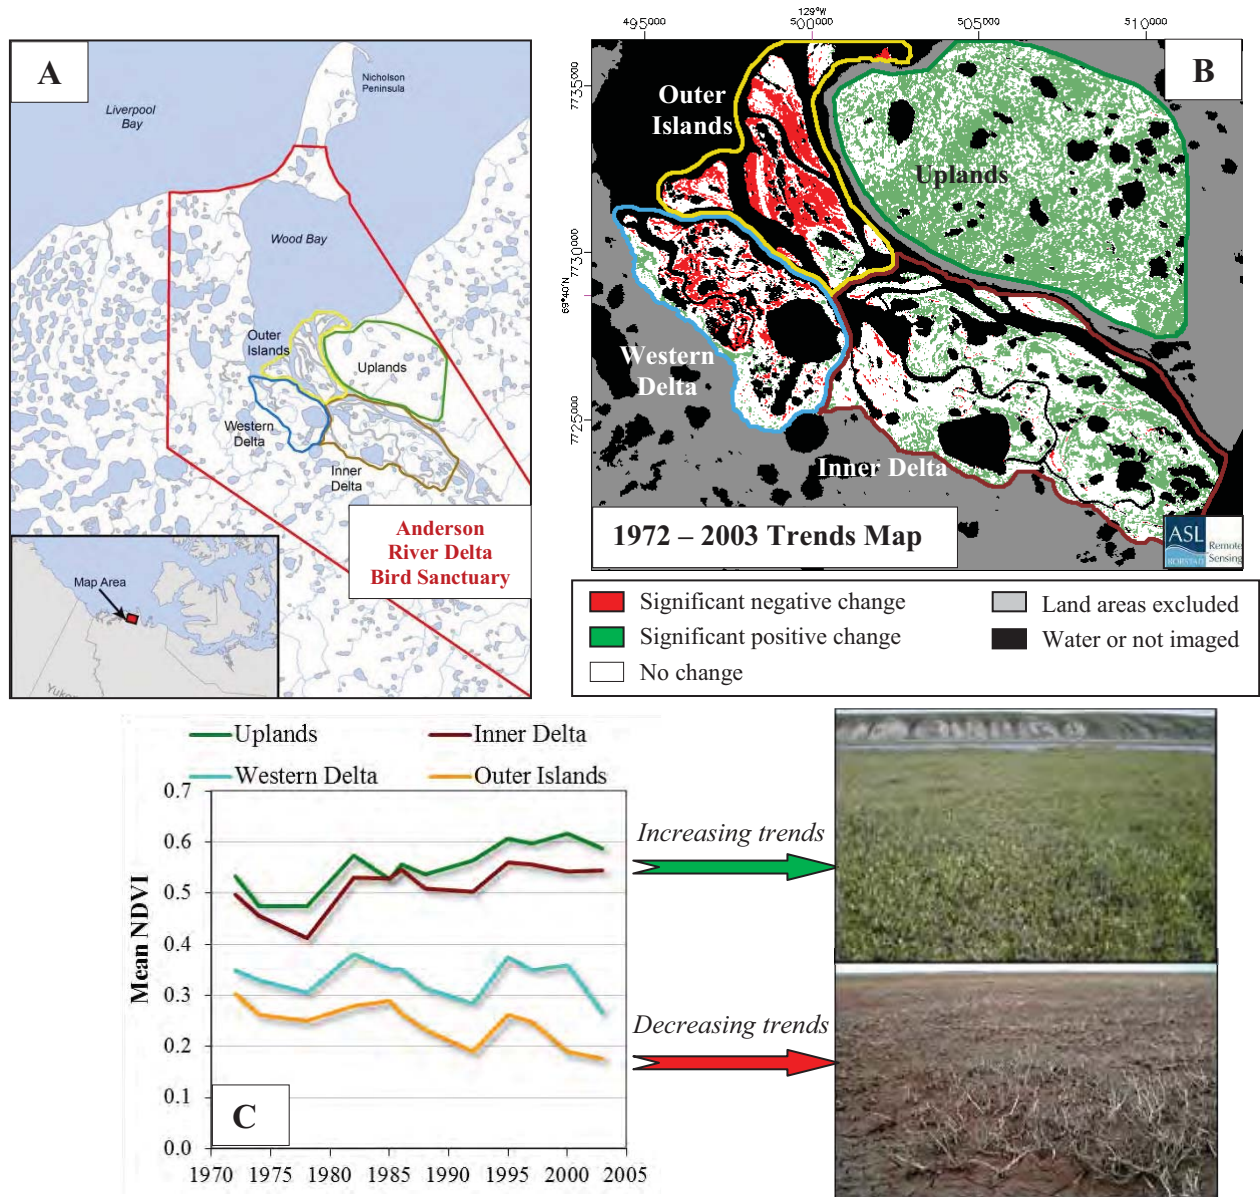 A
Nicholson
Peninsula
Liverpool
Bay
Wood Bay
Outer
Islands
Uplands
Western
Delta
Inner
Delta
Anderson
River Delta
Bird Sanctuary
Map Area
129°W
495000
500000
505000
510000
B
7735000
7730000
69°40'N
7725000
Outer
Islands
Uplands
Western
Delta
Inner Delta
1972 – 2003 Trends Map
ASL
BORSTAD
Remote
Sensing
Significant negative change
Significant positive change
No change
Land areas excluded
Water or not imaged
Uplands
Inner Delta
Western Delta
Outer Islands
Mean NDVI
0.7
0.6
0.5
0.4
0.3
0.2
0.1
0.0
C
1970 1975 1980 1985 1990 1995 2000 2005
Increasing trends
Decreasing trends